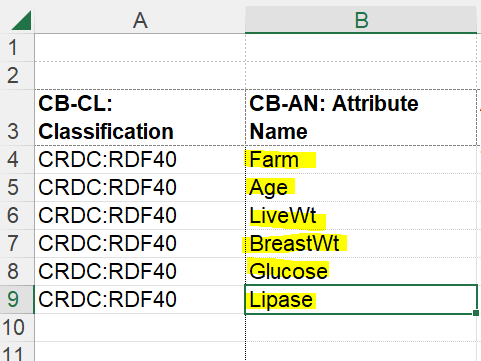 A B
1
2
CB-CL: CB-AN: Attribute
3 Classification Name
4 CRDC:RDF40 Farm
5 CRDC:RDF40 Age
6 CRDC:RDF40 LiveWt
7 CRDC:RDF40 BreastWt
8 CRDC:RDF40 Glucose
9 CRDC:RDF40 Lipase
10
11